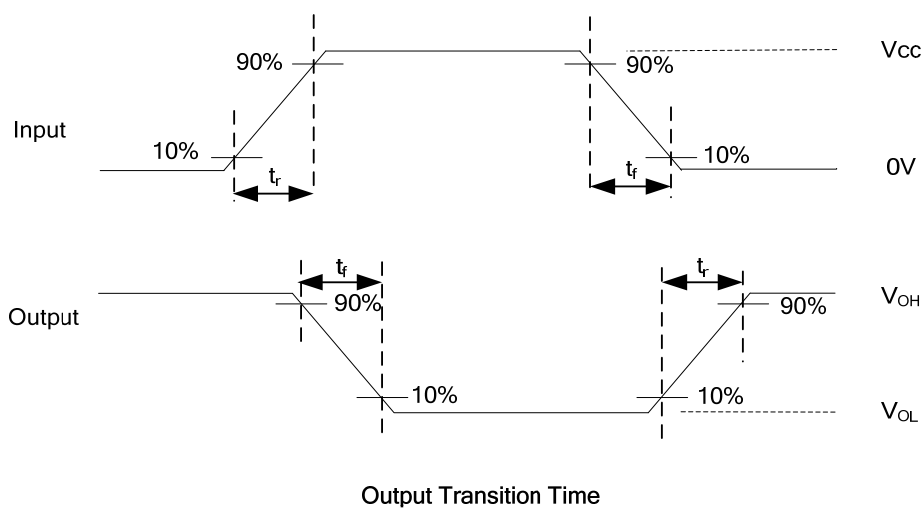 Vcc
90%
90%
Input
10%
10%
0V
tr
tf
tf
tr
90%
90%
VOH
Output
10%
10%
VOL
Output Transition Time